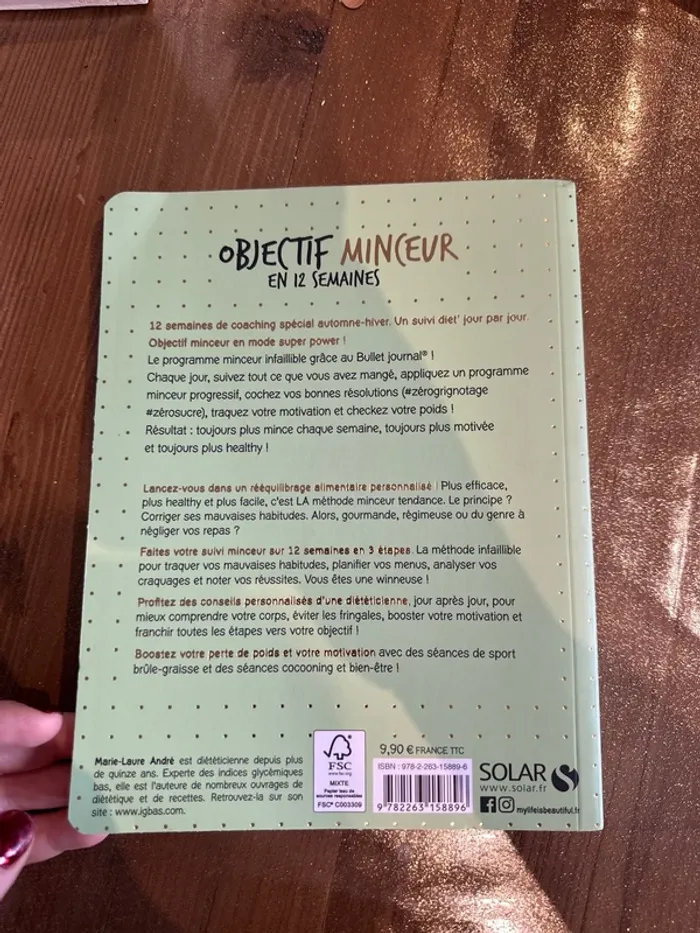 OBJECTIF MINCEUR
EN 12 SEMAINES
12 semaines de coaching spécial automne-hiver. Un suivi diet' jour par jour.
Objectif minceur en mode super power !
Le programme minceur infaillible grâce au Bullet journal® !
Chaque jour, suivez tout ce que vous avez mangé, appliquez un programme
minceur progressif, cochez vos bonnes résolutions (#zérogrignotage
#zérosucre), traquez votre motivation et checkez votre poids !
Résultat : toujours plus mince chaque semaine, toujours plus motivée
et toujours plus healthy !
Lancez-vous dans un rééquilibrage alimentaire personnalisé ! Plus efficace,
plus healthy et plus facile, c'est LA méthode minceur tendance. Le principe ?
Corriger ses mauvaises habitudes. Alors, gourmande, régimeuse ou du genre à
négliger vos repas ?
Faites votre suivi minceur sur 12 semaines en 3 étapes. La méthode infaillible
pour traquer vos mauvaises habitudes, planifier vos menus, analyser vos
craquages et noter vos réussites. Vous êtes une winneuse !
Profitez des conseils personnalisés d'une diététicienne, jour après jour, pour
mieux comprendre votre corps, éviter les fringales, booster votre motivation et
franchir toutes les étapes vers votre objectif !
Boostez votre perte de poids et votre motivation avec des séances de sport
brûle-graisse et des séances cocooning et bien-être !
Marie-Laure André est diététicienne depuis plus
de quinze ans. Experte des indices glycémiques
bas, elle est l'auteure de nombreux ouvrages de
diététique et de recettes. Retrouvez-la sur son
site : www.igbas.com.
FSC
www.fsc.org
MIXTE
Papier issu de
sources responsables
FSC® C003309
9,90 € FRANCE TTC
ISBN : 978-2-263-15889-6
9 782263 158896
SOLAR S
www.solar.fr
mylifeisbeautiful.fr